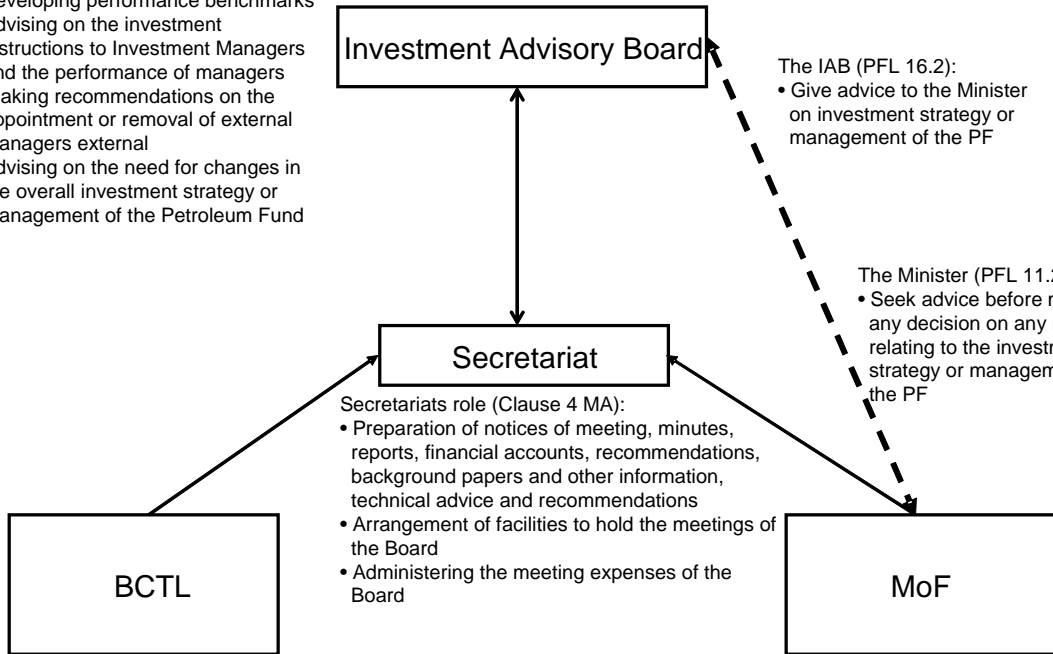 eveloping performance benchmarks
dvising on the investment
structions to Investment Managers
nd the performance of managers
aking recommendations on the
ppointment or removal of external
anagers external
dvising on the need for changes in
e overall investment strategy or
anagement of the Petroleum Fund
Investment Advisory Board
The IAB (PFL 16.2):
• Give advice to the Minister
on investment strategy or
management of the PF
The Minister (PFL 11.2
• Seek advice before
any decision on any
relating to the
strategy or
the PF
Secretariat
Secretariats role (Clause 4 MA):
• Preparation of notices of meeting, minutes,
reports, financial accounts, recommendations,
background papers and other information,
technical advice and recommendations
• Arrangement of facilities to hold the meetings of
the Board
• Administering the meeting expenses of the
Board
BCTL
MoF